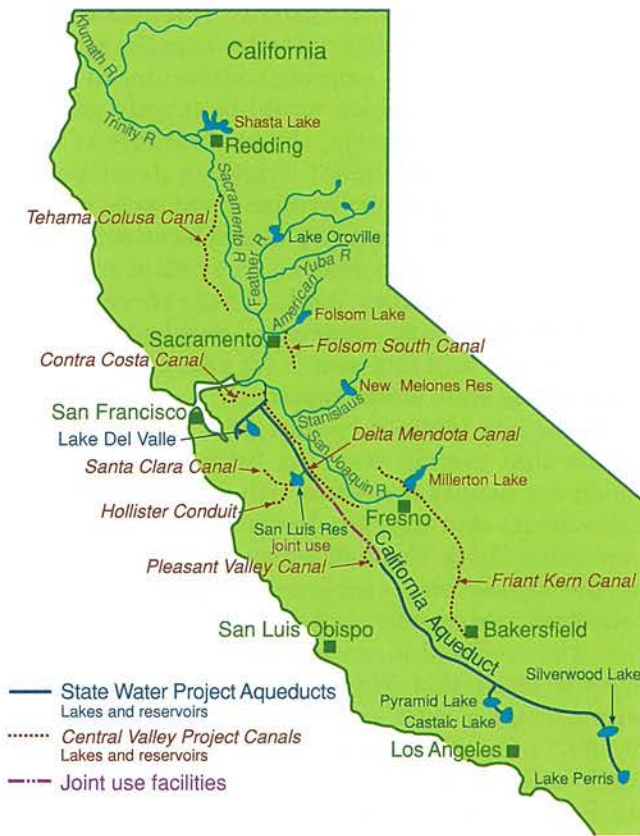 Klumath R
California
Trinity R
Shasta Lake
Redding
Sacramento R
Tehama Colusa Canal
Feather R
Lake Oroville
Yuba R
American
Folsom Lake
Sacramento
Folsom South Canal
Contra Costa Canal
New Melones Res
San Francisco
Stanislaus
Lake Del Valle
Delta Mendota Canal
San Joaquin R
Santa Clara Canal
Millerton Lake
Hollister Conduit
Fresno
San Luis Res
joint use
Pleasant Valley Canal
California Aqueduct
Friant Kern Canal
San Luis Obispo
Bakersfield
Silverwood Lake
Pyramid Lake
Castaic Lake
Los Angeles
Lake Perris
State Water Project Aqueducts
Lakes and reservoirs
Central Valley Project Canals
Lakes and reservoirs
Joint use facilities